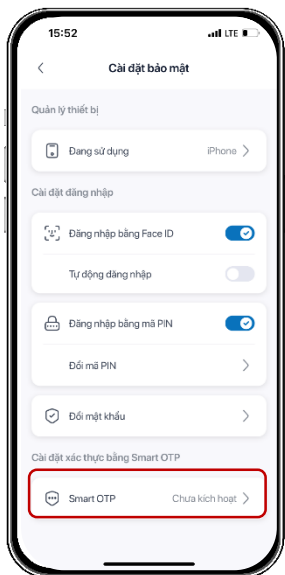 15:52
LTE
Cài đặt bảo mật
Quản lý thiết bị
Đang sử dụng iPhone
Cài đặt đăng nhập
Đăng nhập bằng Face ID
Tự động đăng nhập
Đăng nhập bằng mã PIN
Đổi mã PIN
Đổi mật khẩu
Cài đặt xác thực bằng Smart OTP
Smart OTP Chưa kích hoạt